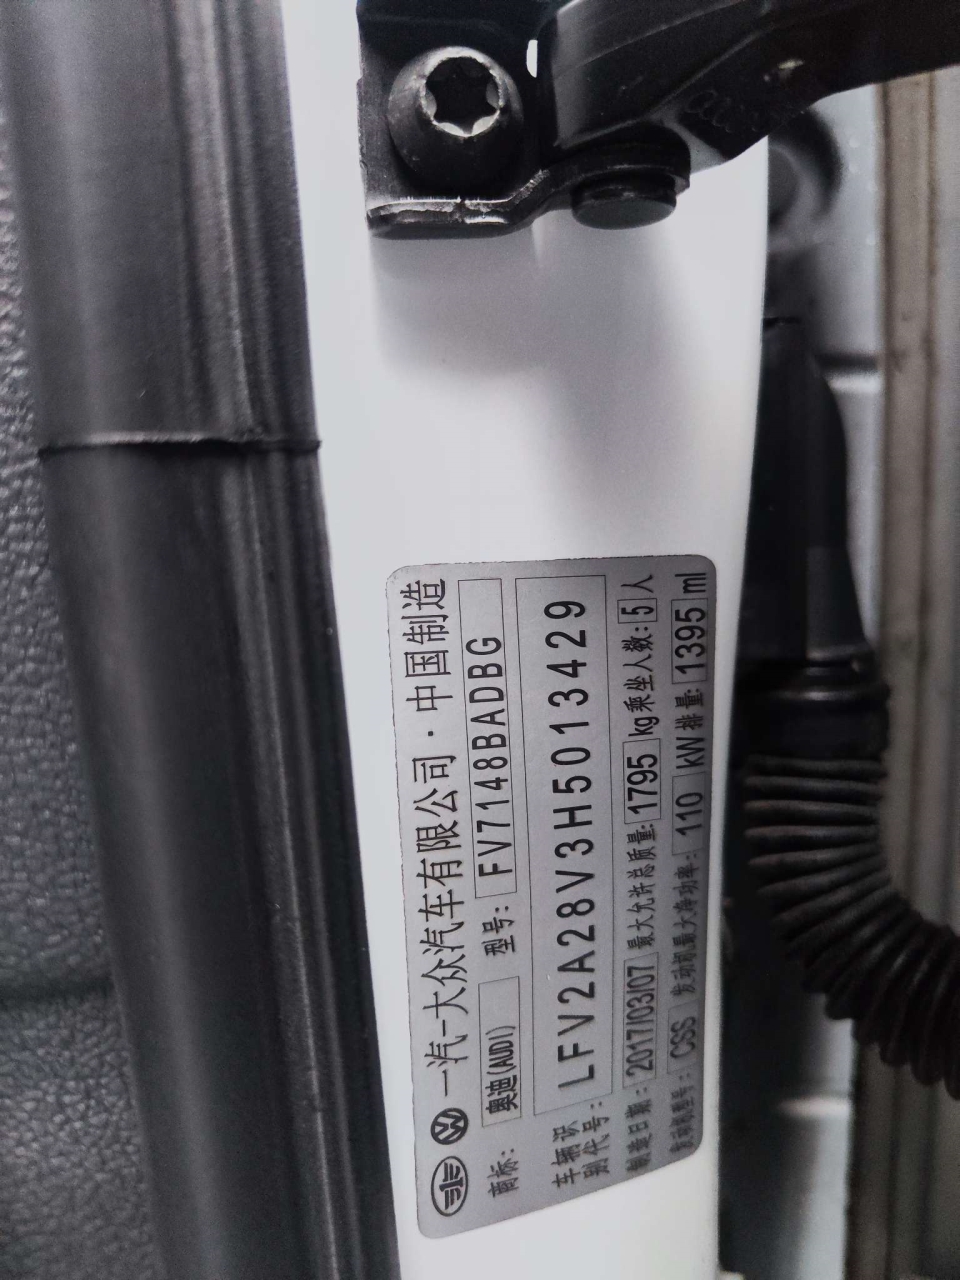 一汽-大众汽车有限公司·中国制造
商标: 奥迪(AUDI) 型号: FV7148BADBG
车辆识别代号: LFV2A28V3H5013429
制造日期: 2017/03/07 最大允许总质量: 1795 kg 乘坐人数: 5 人
发动机型号: CSS 发动机最大净功率: 110 kW 排量: 1395 ml